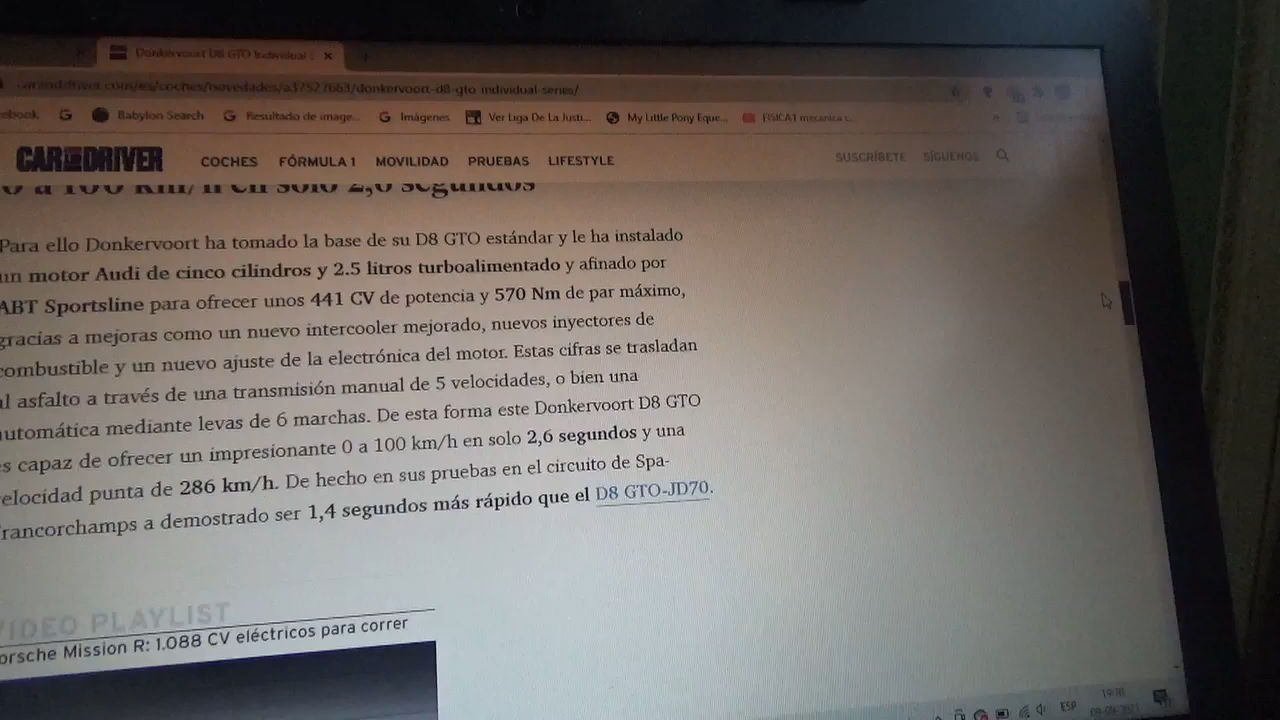 Donkervoort D8 GTO Individual
caranddriver.com/es/coches/novedades/a37527663/donkervoort-d8-gto-individual-series/
ebook
Babylon Search
Resultado de image...
Imágenes
Ver Liga De La Justi...
My Little Pony Eque...
FISICA1 mecanica c...
CAR AND DRIVER
COCHES FÓRMULA 1 MOVILIDAD PRUEBAS LIFESTYLE SUSCRÍBETE SÍGUENOS
0 a 100 km/h en solo 2,6 segundos
Para ello Donkervoort ha tomado la base de su D8 GTO estándar y le ha instalado
un motor Audi de cinco cilindros y 2.5 litros turboalimentado y afinado por
ABT Sportsline para ofrecer unos 441 CV de potencia y 570 Nm de par máximo,
gracias a mejoras como un nuevo intercooler mejorado, nuevos inyectores de
combustible y un nuevo ajuste de la electrónica del motor. Estas cifras se trasladan
al asfalto a través de una transmisión manual de 5 velocidades, o bien una
automática mediante levas de 6 marchas. De esta forma este Donkervoort D8 GTO
es capaz de ofrecer un impresionante 0 a 100 km/h en solo 2,6 segundos y una
velocidad punta de 286 km/h. De hecho en sus pruebas en el circuito de Spa-
Francorchamps a demostrado ser 1,4 segundos más rápido que el D8 GTO-JD70.
VIDEO PLAYLIST
Porsche Mission R: 1.088 CV eléctricos para correr
ESP